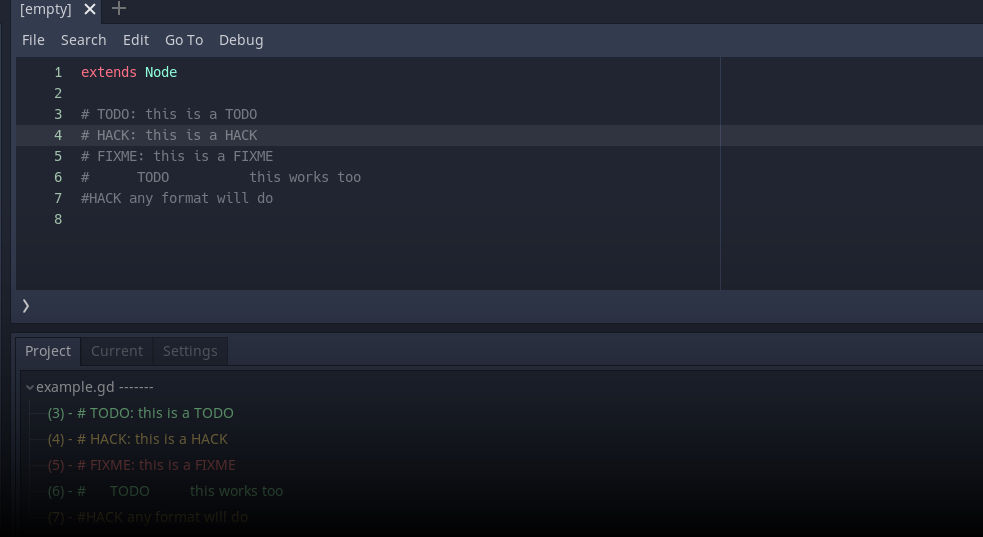 [empty]
File Search Edit Go To Debug
1 extends Node
2
3 # TODO: this is a TODO
4 # HACK: this is a HACK
5 # FIXME: this is a FIXME
6 #      TODO          this works too
7 #HACK any format will do
8
Project Current Settings
example.gd -------
(3) - # TODO: this is a TODO
(4) - # HACK: this is a HACK
(5) - # FIXME: this is a FIXME
(6) - #      TODO          this works too
(7) - #HACK any format will do